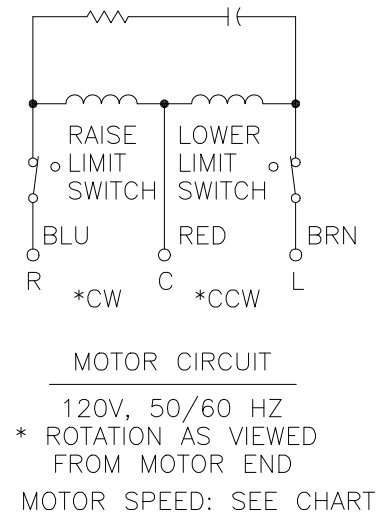 RAISE LOWER
LIMIT LIMIT
SWITCH SWITCH
BLU RED BRN
R C L
*CW *CCW
MOTOR CIRCUIT
120V, 50/60 HZ
* ROTATION AS VIEWED
FROM MOTOR END
MOTOR SPEED: SEE CHART